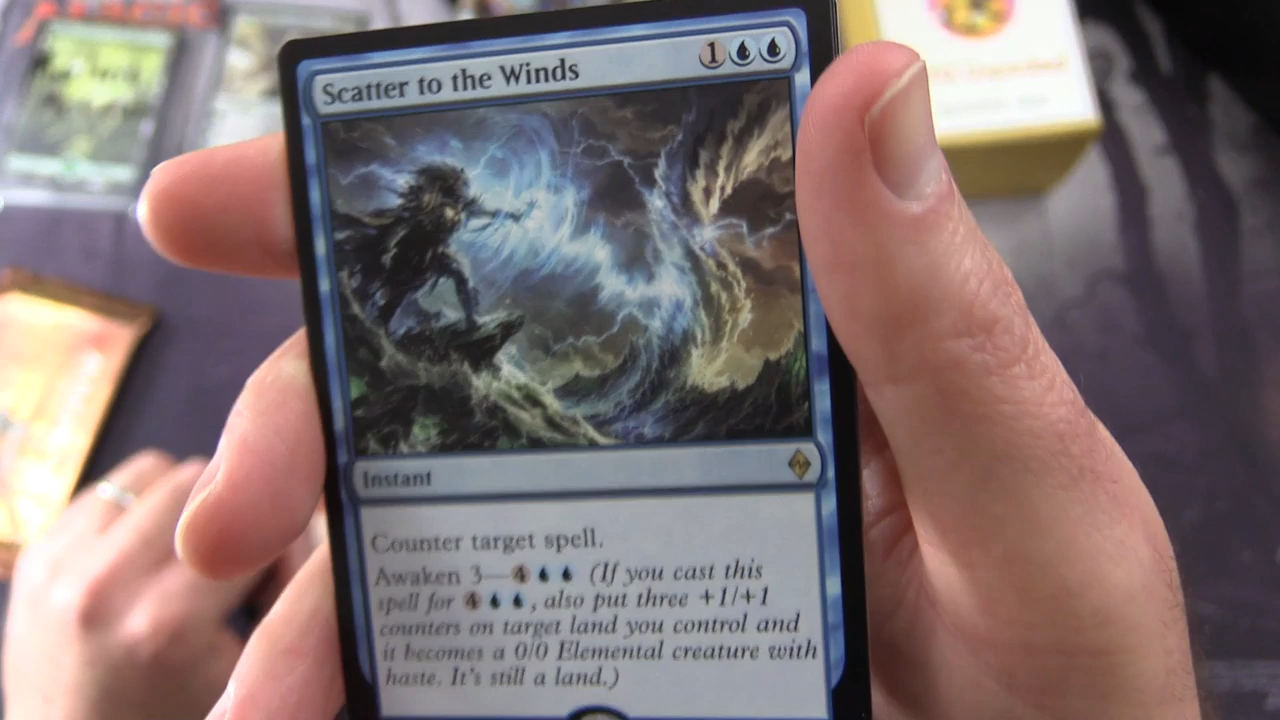 Scatter to the Winds 1
Instant
Counter target spell.
Awaken 3—4 (If you cast this
spell for 4 , also put three +1/+1
counters on target land you control and
it becomes a 0/0 Elemental creature with
haste. It's still a land.)